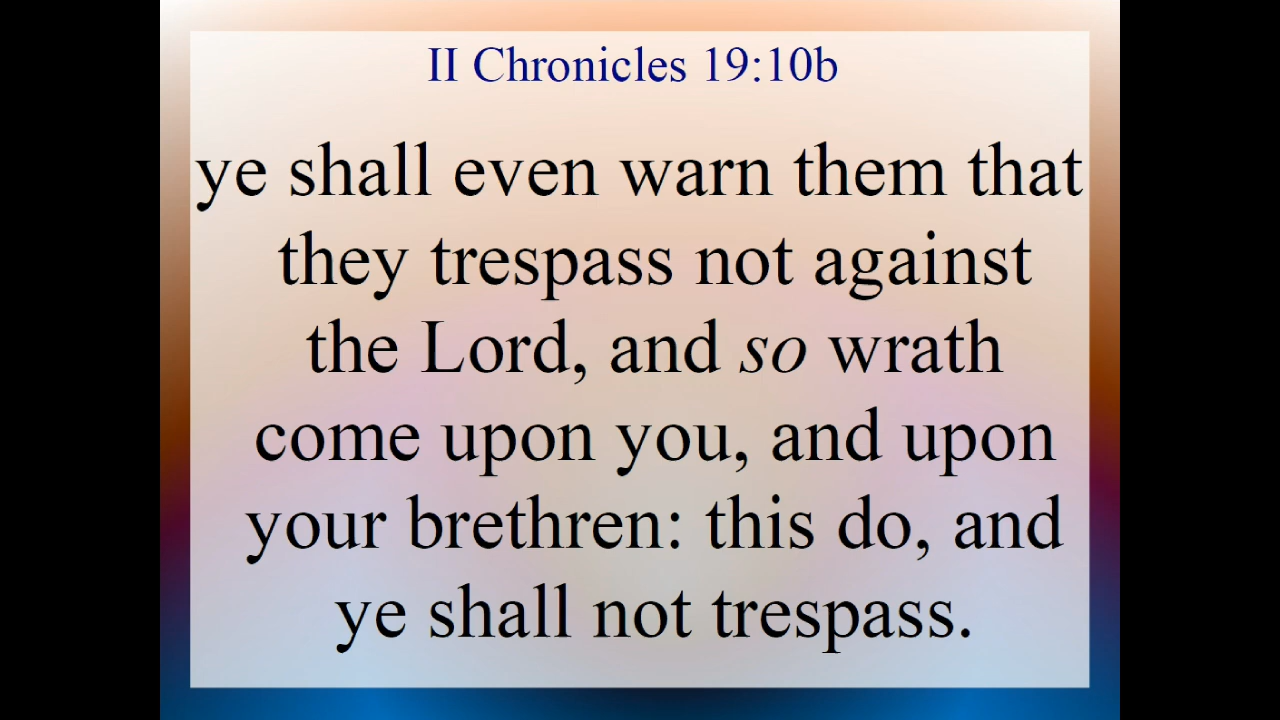 II Chronicles 19:10b
ye shall even warn them that
they trespass not against
the Lord, and so wrath
come upon you, and upon
your brethren: this do, and
ye shall not trespass.